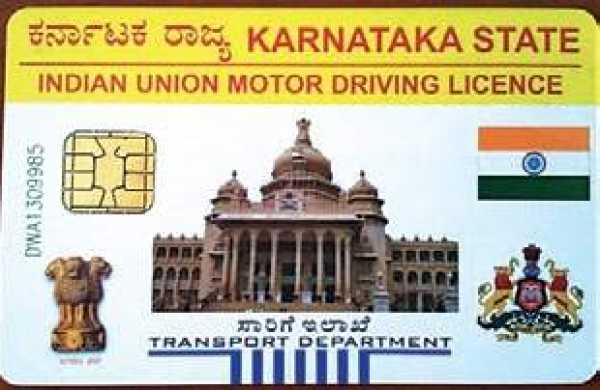 ಕರ್ನಾಟಕ ರಾಜ್ಯ KARNATAKA STATE
INDIAN UNION MOTOR DRIVING LICENCE
DWA1309985
ಸಾರಿಗೆ ಇಲಾಖೆ
TRANSPORT DEPARTMENT